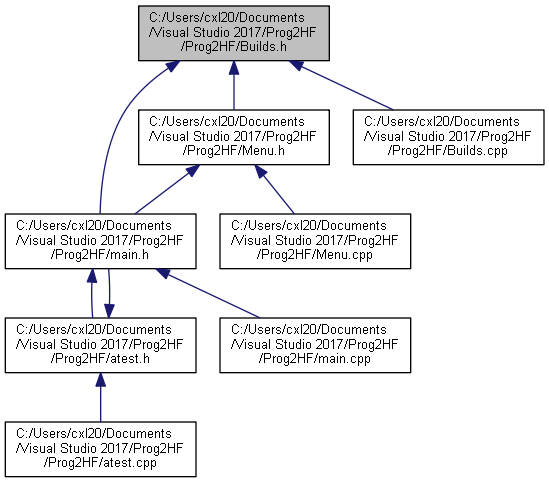 C:/Users/cxl20/Documents
/Visual Studio 2017/Prog2HF
/Prog2HF/Builds.h
C:/Users/cxl20/Documents
/Visual Studio 2017/Prog2HF
/Prog2HF/Menu.h
C:/Users/cxl20/Documents
/Visual Studio 2017/Prog2HF
/Prog2HF/Builds.cpp
C:/Users/cxl20/Documents
/Visual Studio 2017/Prog2HF
/Prog2HF/main.h
C:/Users/cxl20/Documents
/Visual Studio 2017/Prog2HF
/Prog2HF/Menu.cpp
C:/Users/cxl20/Documents
/Visual Studio 2017/Prog2HF
/Prog2HF/atest.h
C:/Users/cxl20/Documents
/Visual Studio 2017/Prog2HF
/Prog2HF/main.cpp
C:/Users/cxl20/Documents
/Visual Studio 2017/Prog2HF
/Prog2HF/atest.cpp